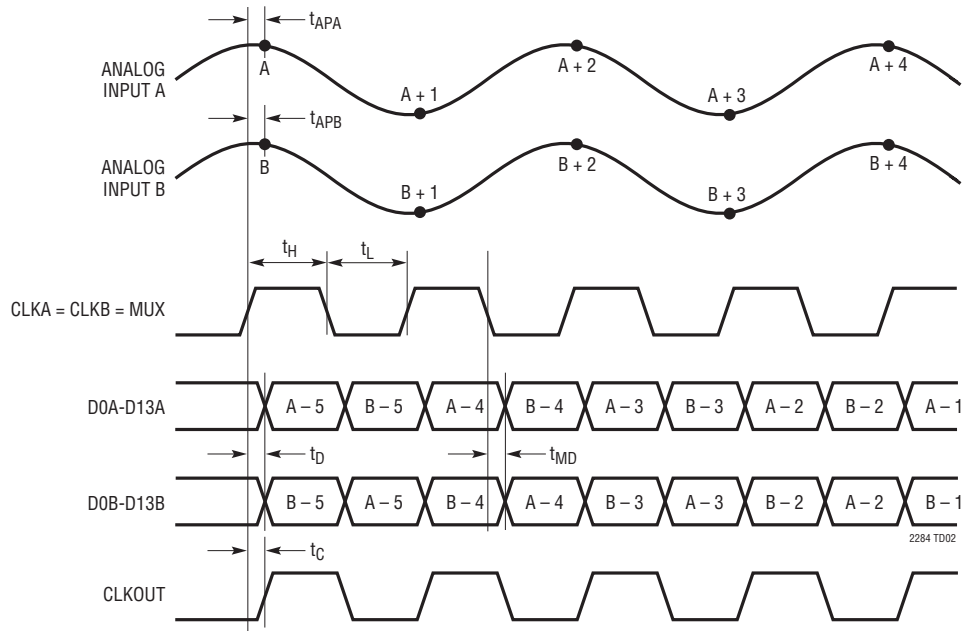 tAPA
ANALOG
INPUT A
A
A + 1
A + 2
A + 3
A + 4
tAPB
ANALOG
INPUT B
B
B + 1
B + 2
B + 3
B + 4
tH
tL
CLKA = CLKB = MUX
D0A-D13A
A – 5
B – 5
A – 4
B – 4
A – 3
B – 3
A – 2
B – 2
A – 1
tD
tMD
D0B-D13B
B – 5
A – 5
B – 4
A – 4
B – 3
A – 3
B – 2
A – 2
B – 1
2284 TD02
tC
CLKOUT